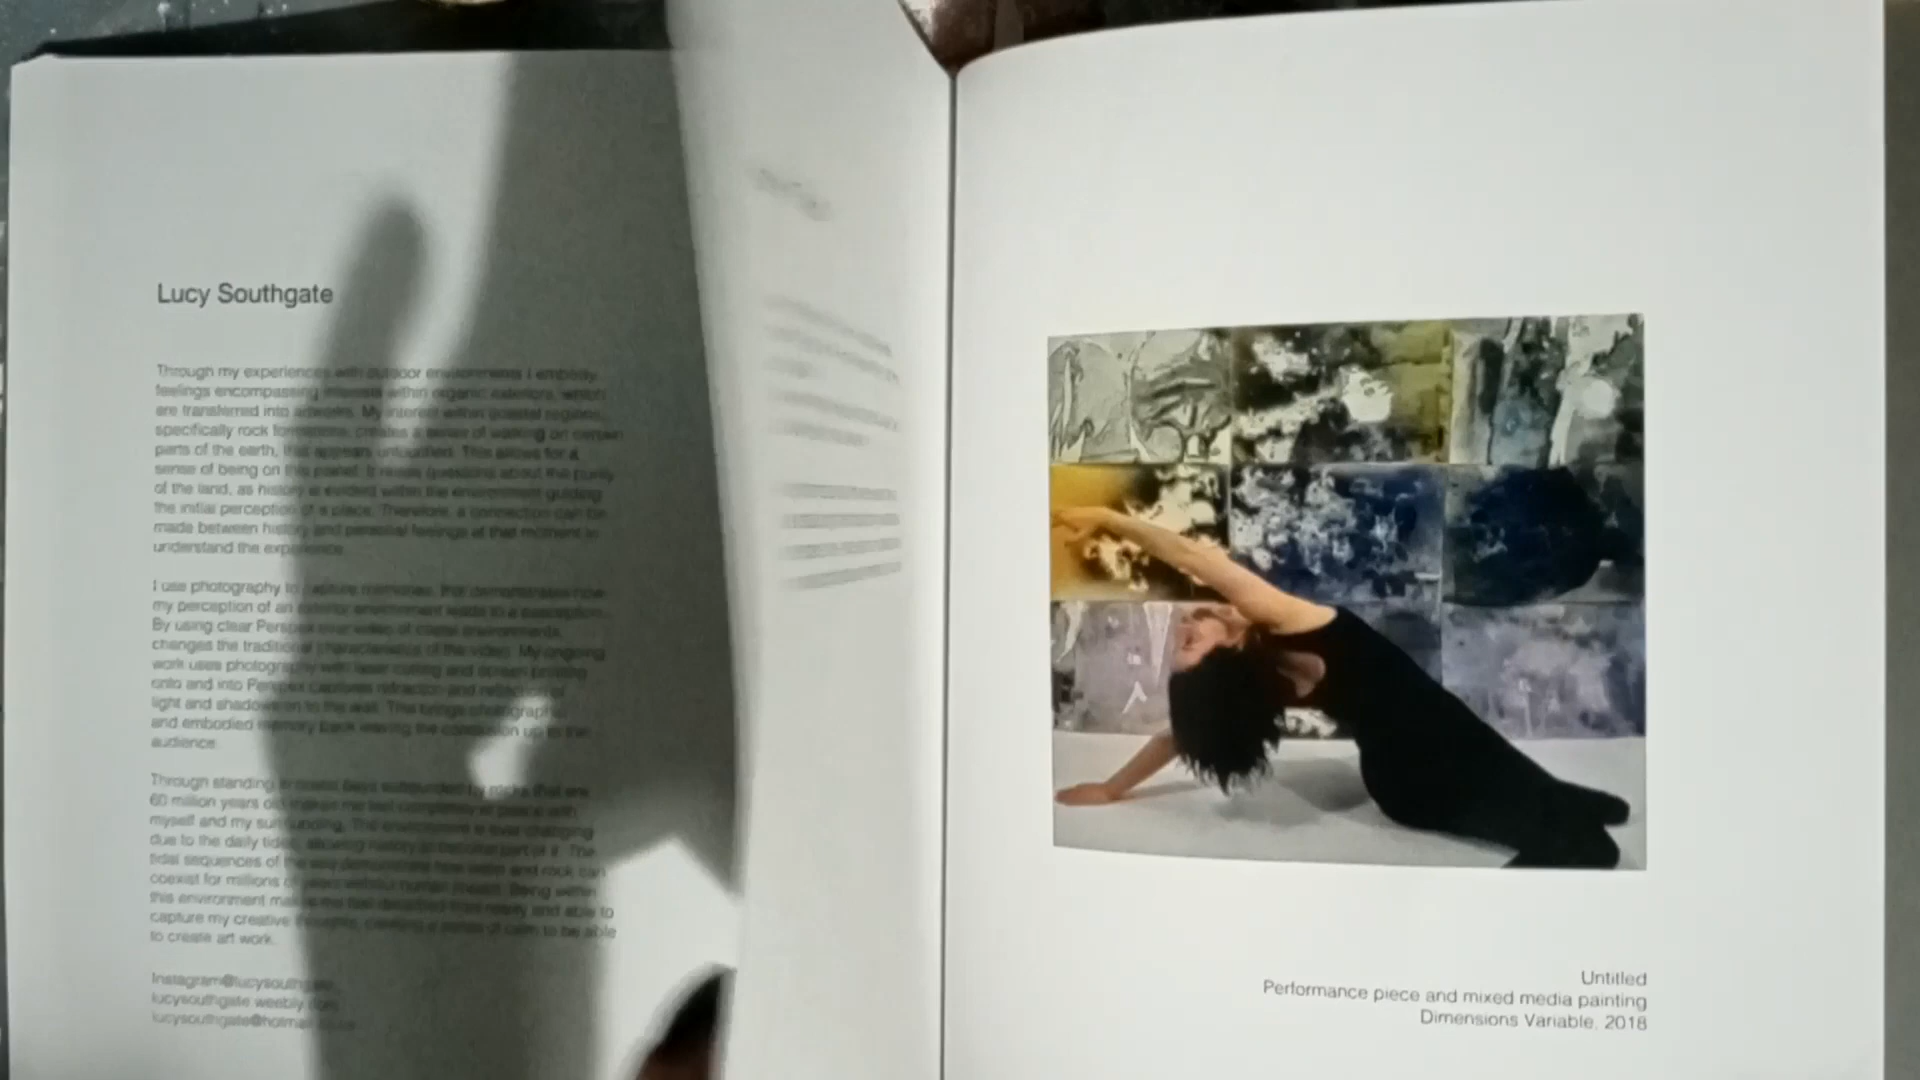 Lucy Southgate
Through my experiences with outdoor environments I embody
feelings encompassing interests within organic exteriors, which
are transferred into artworks. My interest within coastal regions,
specifically rock formations, creates a sense of walking on certain
parts of the earth, that appears untouched. This allows for a
sense of being on this planet. It raises questions about the purity
of the land, as history is evident within the environment guiding
the initial perception of a place. Therefore, a connection can be
made between history and personal feelings at that moment to
understand the experience.
I use photography to capture memories, that demonstrates how
my perception of an exterior environment leads to a
By using clear Perspex over video of coastal environments,
changes the traditional characteristics of the video. My ongoing
work uses photography with laser cutting and screen printing
onto and into Perspex captures refraction and reflection of
light and shadows on to the wall. This brings photographs
and embodied memory back leaving the conclusion up to the
audience.
Through standing in coastal bays surrounded by rocks that are
60 million years old makes me feel completely at peace with
myself and my surrounding. The environment is ever changing
due to the daily tides, allowing history to become part of it. The
tidal sequences of the sea demonstrate how water and rock can
coexist for millions of years without human impact. Being within
this environment makes me feel detached from reality and able to
capture my creative thoughts, creating a sense of calm to be able
to create art work.
Instagram@lucysouthgate
lucysouthgate.weebly.com
lucysouthgate@hotmail.co.uk
Untitled
Performance piece and mixed media painting
Dimensions Variable, 2018